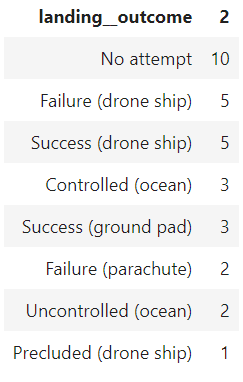 landing__outcome 2
No attempt 10
Failure (drone ship) 5
Success (drone ship) 5
Controlled (ocean) 3
Success (ground pad) 3
Failure (parachute) 2
Uncontrolled (ocean) 2
Precluded (drone ship) 1